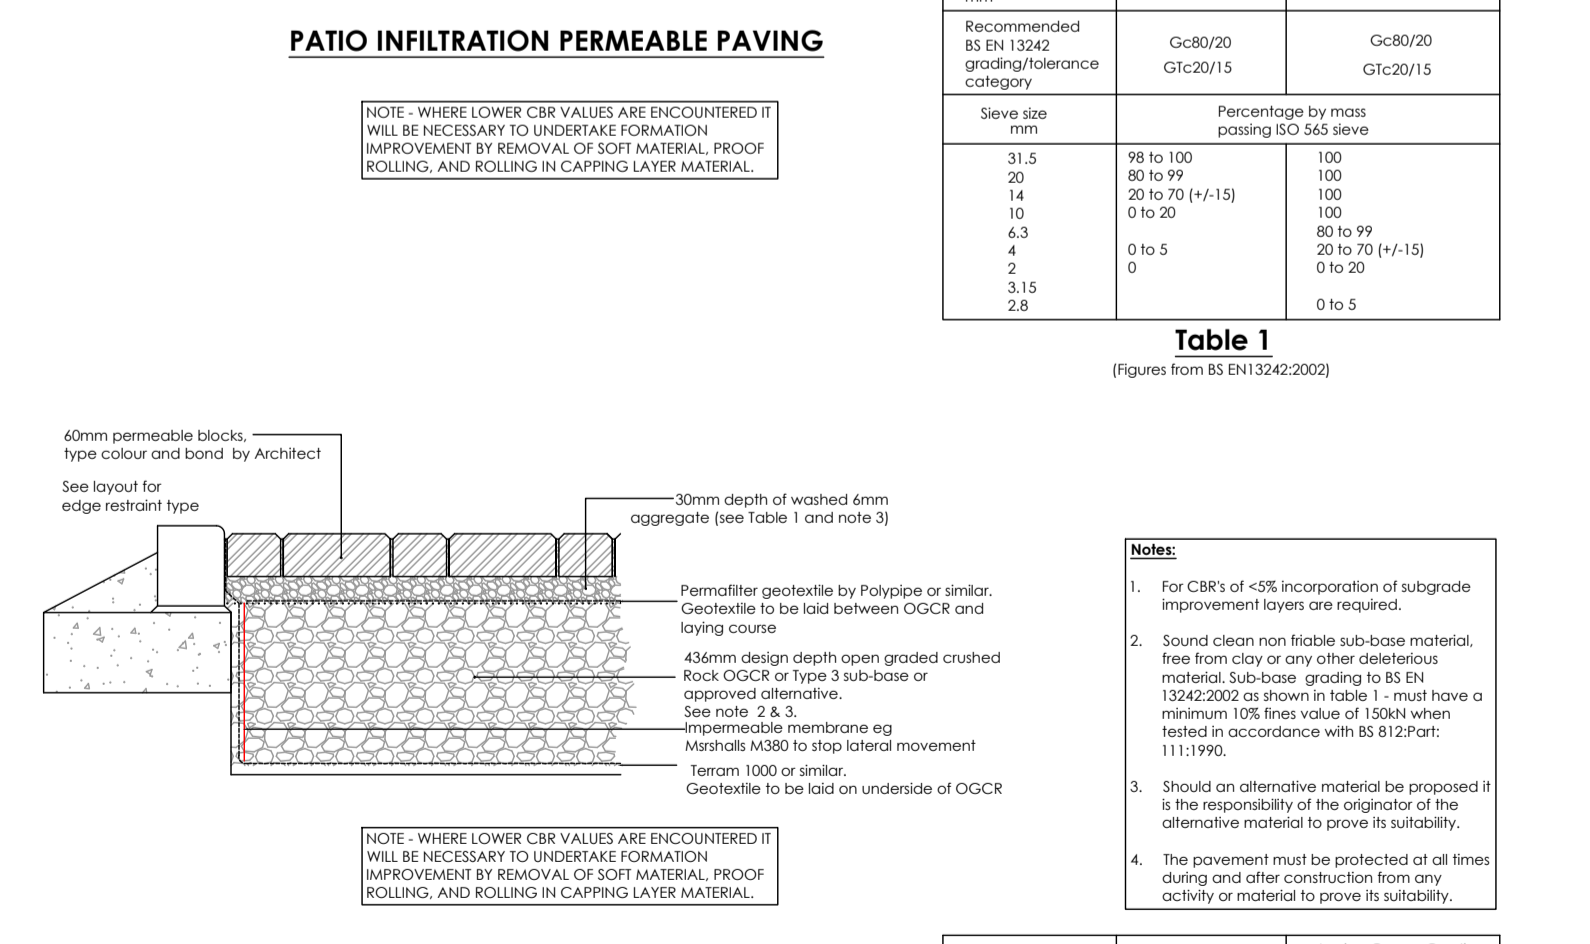 PATIO INFILTRATION PERMEABLE PAVING
NOTE - WHERE LOWER CBR VALUES ARE ENCOUNTERED IT
WILL BE NECESSARY TO UNDERTAKE FORMATION
IMPROVEMENT BY REMOVAL OF SOFT MATERIAL, PROOF
ROLLING, AND ROLLING IN CAPPING LAYER MATERIAL.
Recommended
BS EN 13242
grading/tolerance
category
Gc80/20
GTc20/15
Gc80/20
GTc20/15
Sieve size
mm
Percentage by mass
passing ISO 565 sieve
31.5 98 to 100 100
20 80 to 99 100
14 20 to 70 (+/-15) 100
10 0 to 20 100
6.3 80 to 99
4 0 to 5 20 to 70 (+/-15)
2 0 0 to 20
3.15
2.8 0 to 5
Table 1
(Figures from BS EN13242:2002)
60mm permeable blocks,
type colour and bond by Architect
See layout for
edge restraint type
30mm depth of washed 6mm
aggregate (see Table 1 and note 3)
Permafilter geotextile by Polypipe or similar.
Geotextile to be laid between OGCR and
laying course
436mm design depth open graded crushed
Rock OGCR or Type 3 sub-base or
approved alternative.
See note 2 & 3.
Impermeable membrane eg
Msrshalls M380 to stop lateral movement
Terram 1000 or similar.
Geotextile to be laid on underside of OGCR
NOTE - WHERE LOWER CBR VALUES ARE ENCOUNTERED IT
WILL BE NECESSARY TO UNDERTAKE FORMATION
IMPROVEMENT BY REMOVAL OF SOFT MATERIAL, PROOF
ROLLING, AND ROLLING IN CAPPING LAYER MATERIAL.
Notes:
1. For CBR's of <5% incorporation of subgrade
improvement layers are required.
2. Sound clean non friable sub-base material,
free from clay or any other deleterious
material. Sub-base grading to BS EN
13242:2002 as shown in table 1 - must have a
minimum 10% fines value of 150kN when
tested in accordance with BS 812:Part:
111:1990.
3. Should an alternative material be proposed it
is the responsibility of the originator of the
alternative material to prove its suitability.
4. The pavement must be protected at all times
during and after construction from any
activity or material to prove its suitability.